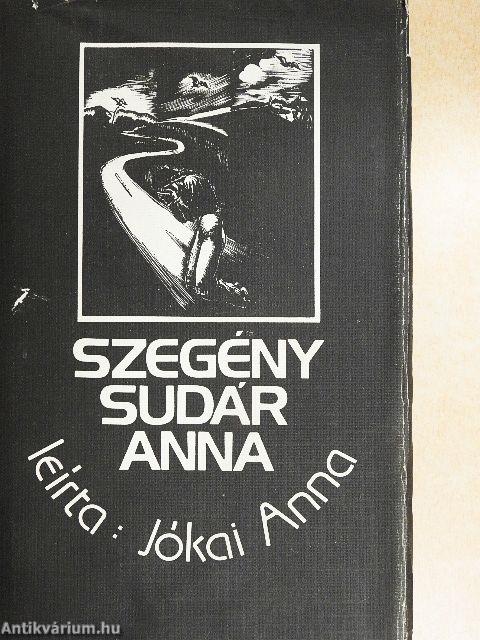 SZEGÉNY
SUDÁR
ANNA
leírta: Jókai Anna
Antikvárium.hu